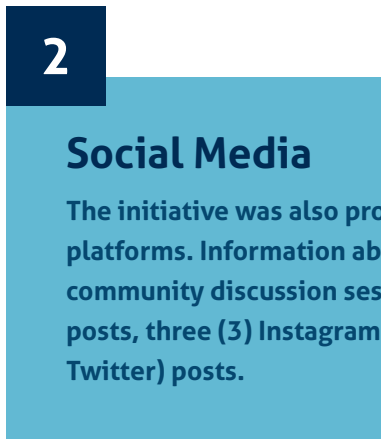 2
Social Media
The initiative was also pro
platforms. Information ab
community discussion ses
posts, three (3) Instagram
Twitter) posts.